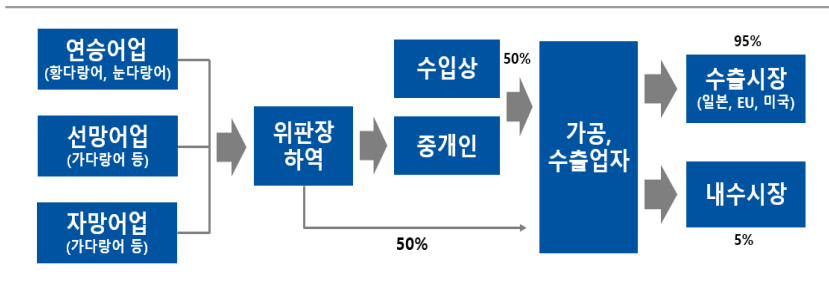 연승어업
(황다랑어, 눈다랑어)
선망어업
(가다랑어 등)
자망어업
(가다랑어 등)
위판장
하역
수입상
중개인
50%
50%
가공,
수출업자
95%
수출시장
(일본, EU, 미국)
내수시장
5%